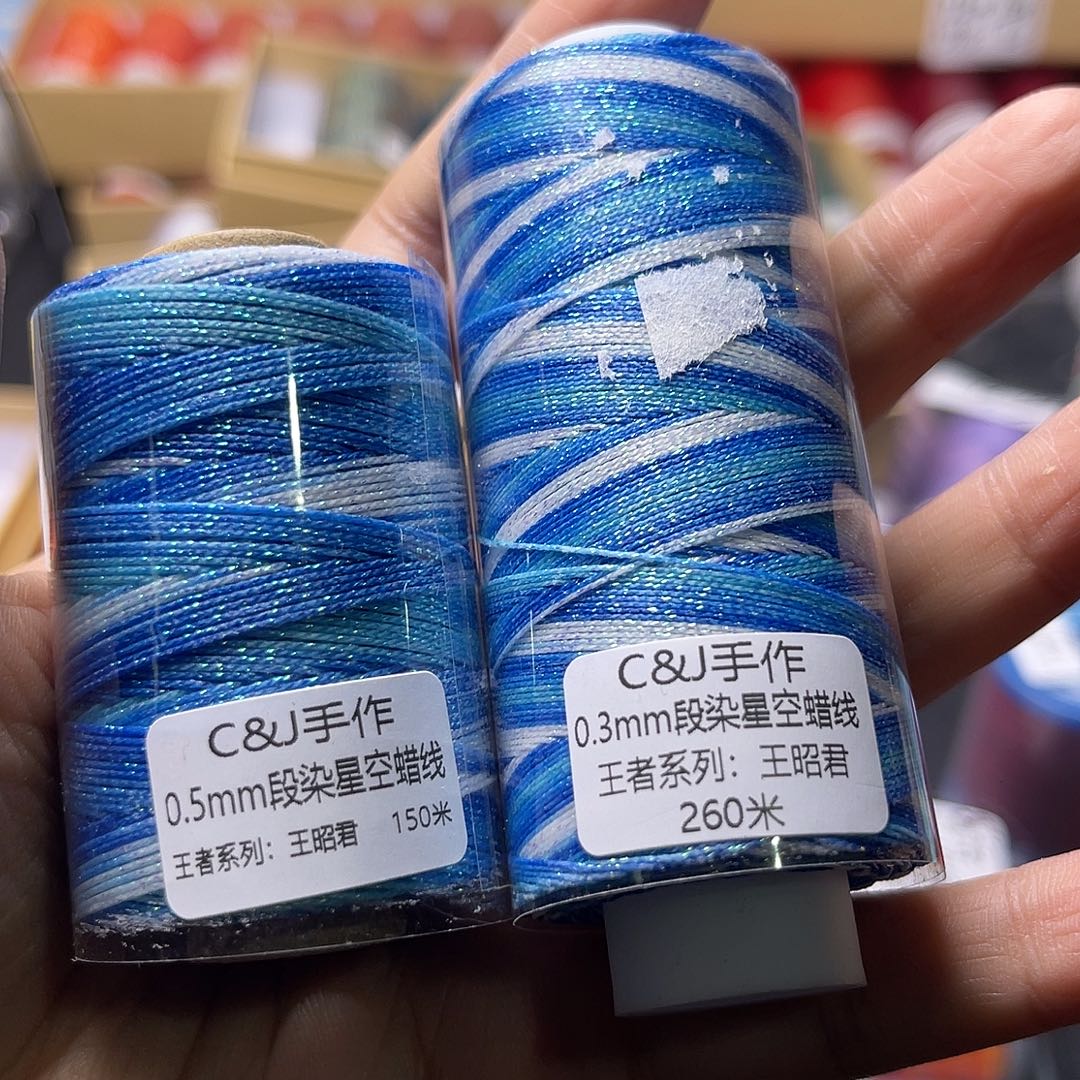 C&J手作
0.5mm段染星空蜡线
王者系列：王昭君 150米
C&J手作
0.3mm段染星空蜡线
王者系列：王昭君
260米